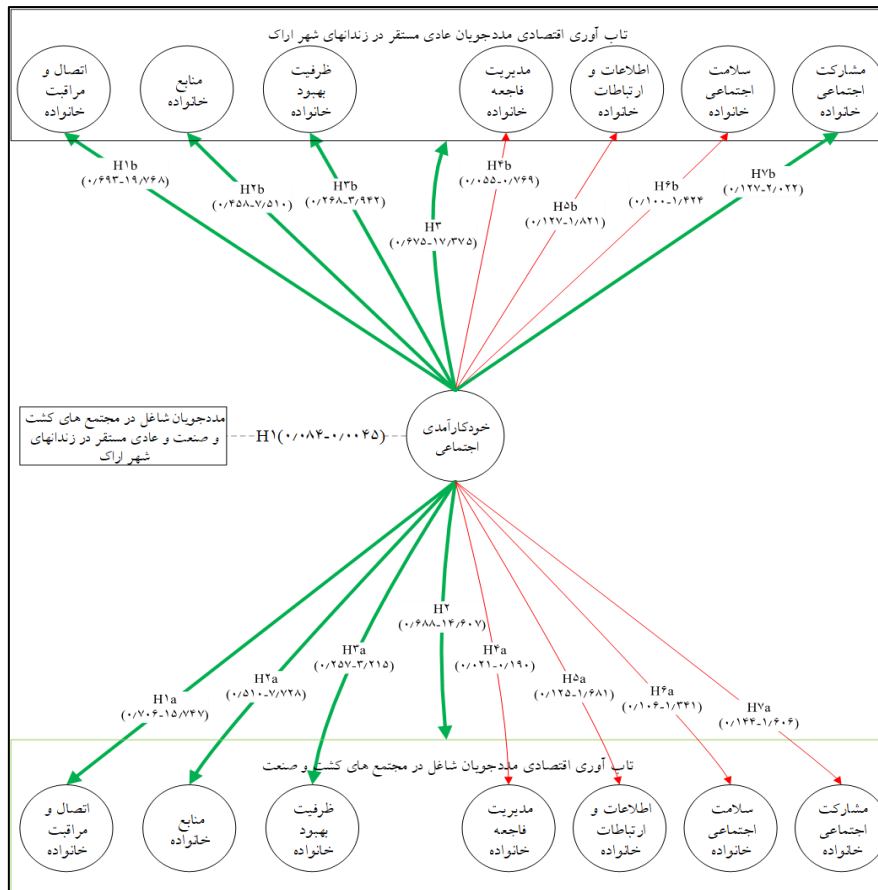 تاب آوری اقتصادی مددجویان عادی مستقر در زندانهای شهر اراک
مشارکت
اجتماعی
خانواده
سلامت
اجتماعی
خانواده
اطلاعات و
ارتباطات
خانواده
مدیریت
فاجعه
خانواده
ظرفیت
بهبود
خانواده
منابع
خانواده
اتصال و
مراقبت
خانواده
H۷b
(۰/۱۲۷-۲/۰۲۲)
H۶b
(۰/۱۰۰-۱/۴۲۴
H۵b
(۰/۱۲۷-۱/۸۲۱)
H۴b
(۰/۰۵۵-۰/۷۶۹)
H۳
(۰/۶۷۵-۱۷/۳۷۵)
H۳b
(۰/۲۶۸-۳/۹۴۲)
H۲b
(۰/۴۵۸-۷/۵۱۰)
H۱b
(۰/۶۹۳-۱۹/۷۶۸)
خودکارآمدی
اجتماعی
H۱(۰/۰۸۴-۰/۰۰۴۵)
مددجویان شاغل در مجتمع های کشت
و صنعت و عادی مستقر در زندانهای
شهر اراک
H۲
(۰/۶۸۸-۱۴/۶۰۷)
H۴a
(۰/۰۲۱-۰/۱۹۰)
H۵a
(۰/۱۲۵-۱/۶۸۱)
H۶a
(۰/۱۰۶-۱/۳۴۱)
H۷a
(۰/۱۴۴-۱/۶۰۶)
H۳a
(۰/۲۵۷-۳/۲۱۵)
H۲a
(۰/۵۱۰-۷/۷۲۸)
H۱a
(۰/۷۰۶-۱۵/۷۴۷)
تاب آوری اقتصادی مددجویان شاغل در مجتمع های کشت و صنعت
مشارکت
اجتماعی
خانواده
سلامت
اجتماعی
خانواده
اطلاعات و
ارتباطات
خانواده
مدیریت
فاجعه
خانواده
ظرفیت
بهبود
خانواده
منابع
خانواده
اتصال و
مراقبت
خانواده